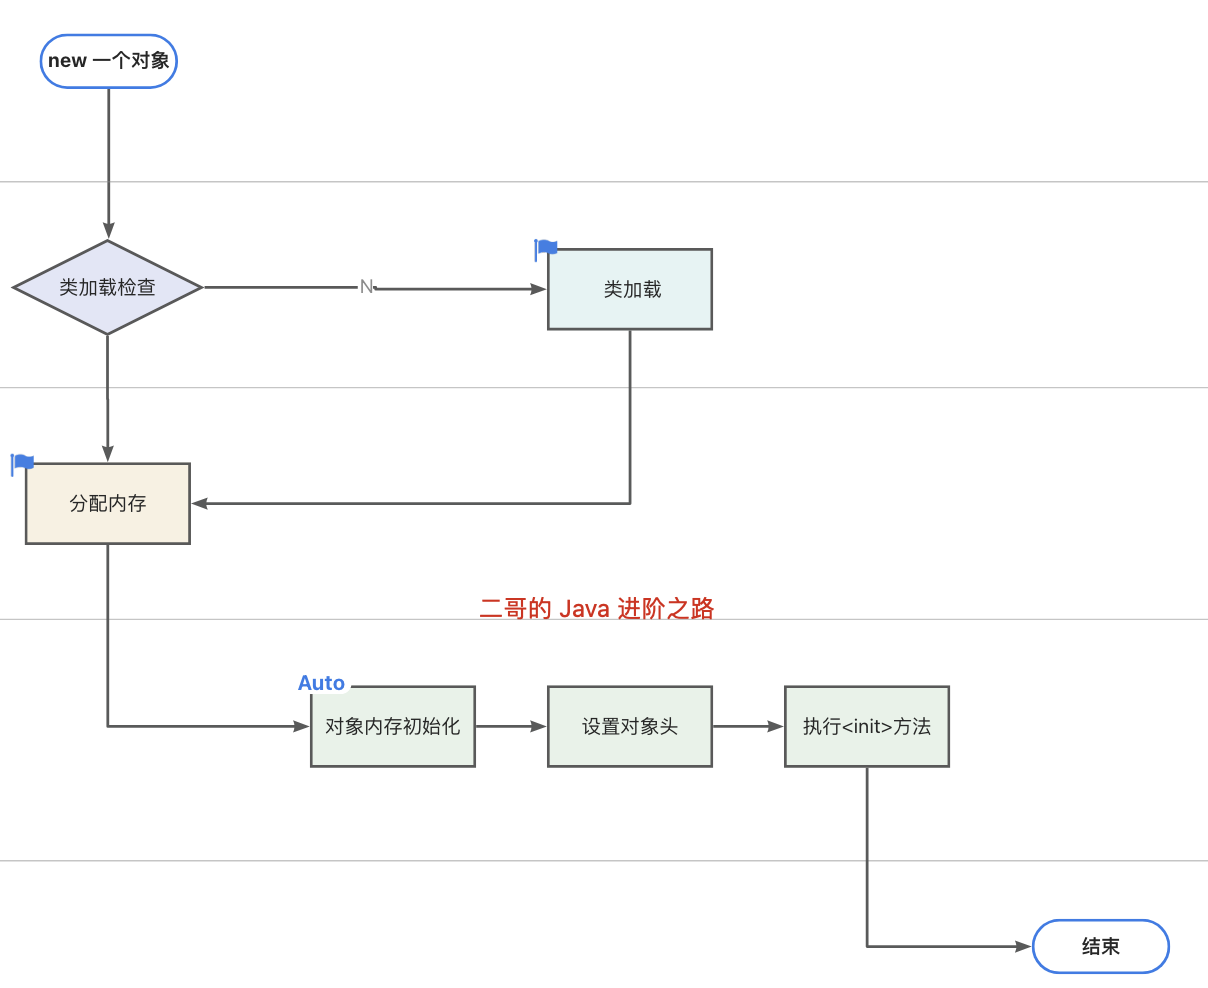 new 一个对象
类加载检查
N
类加载
分配内存
二哥的 Java 进阶之路
Auto
对象内存初始化
设置对象头
执行<init>方法
结束